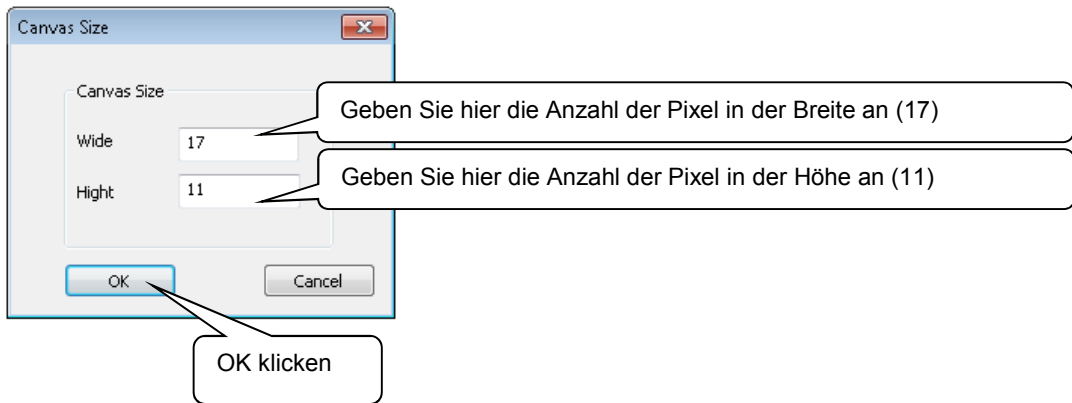 Canvas Size
Canvas Size
Geben Sie hier die Anzahl der Pixel in der Breite an (17)
Wide
17
Geben Sie hier die Anzahl der Pixel in der Höhe an (11)
Hight
11
OK
Cancel
OK klicken